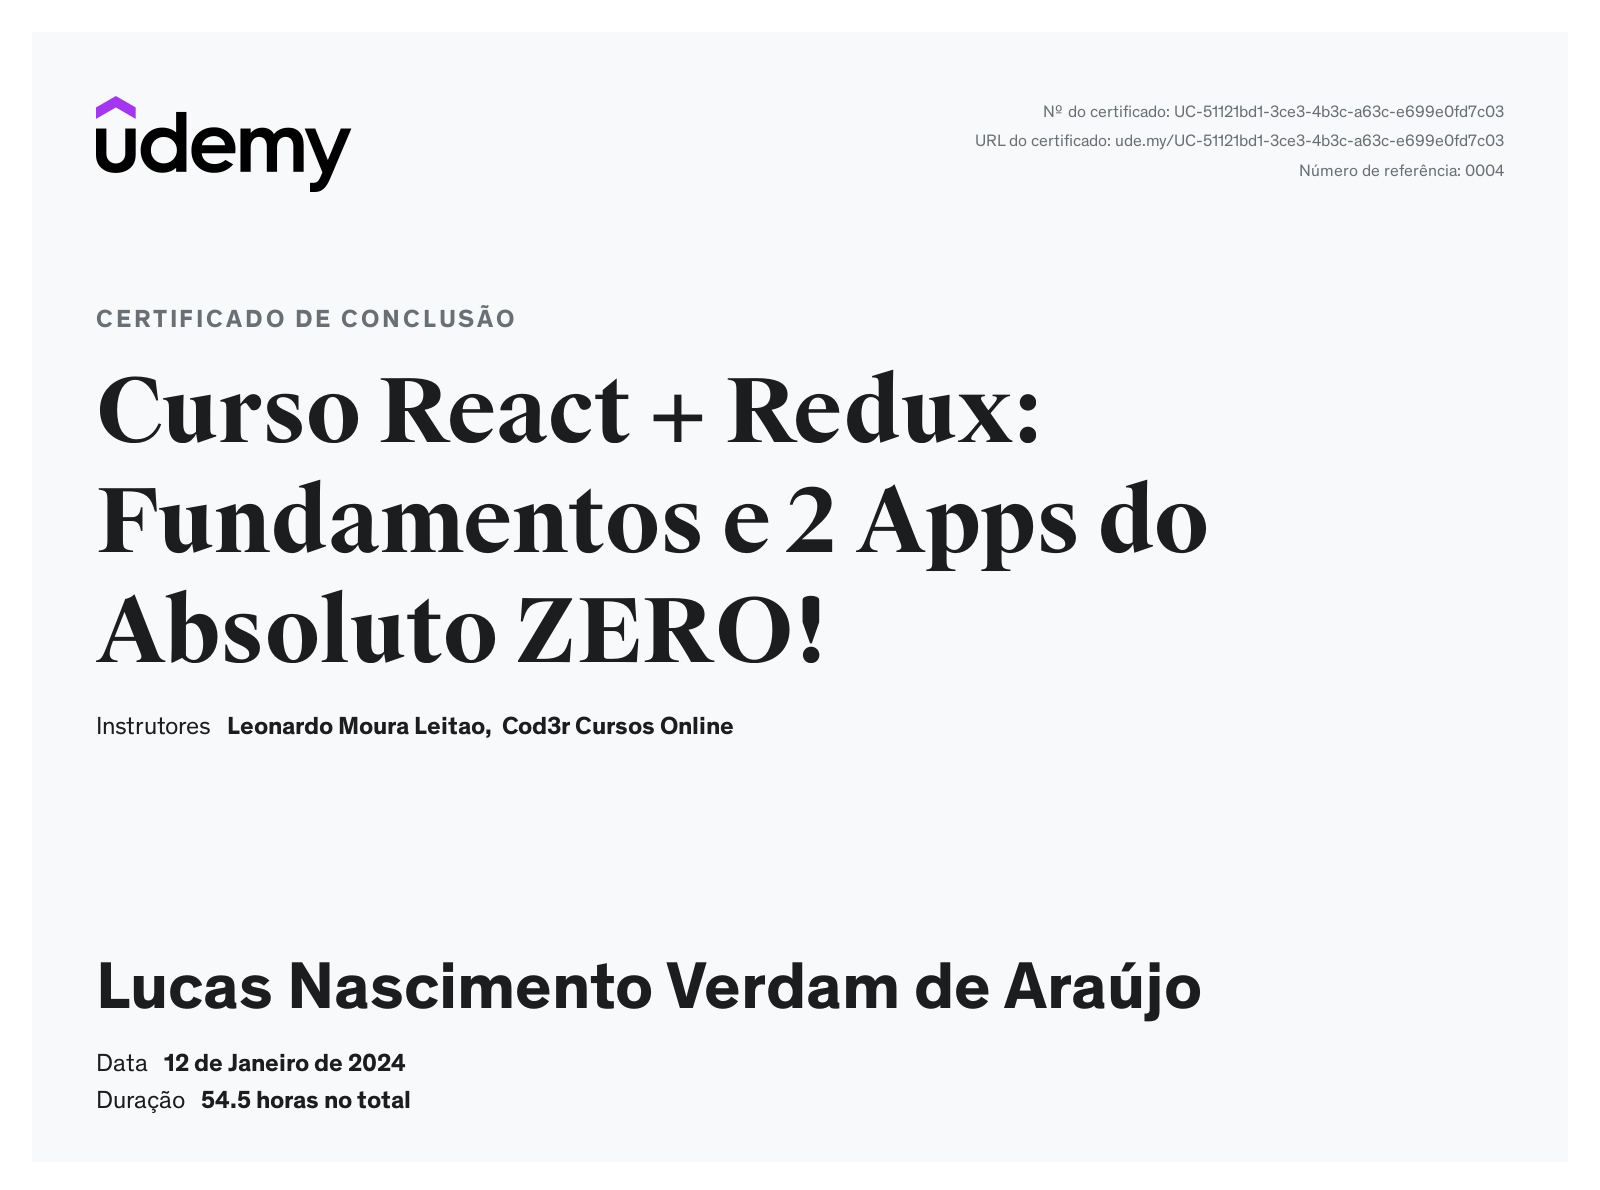 udemy
Nº do certificado: UC-51121bd1-3ce3-4b3c-a63c-e699e0fd7c03
URL do certificado: ude.my/UC-51121bd1-3ce3-4b3c-a63c-e699e0fd7c03
Número de referência: 0004
CERTIFICADO DE CONCLUSÃO
Curso React + Redux:
Fundamentos e 2 Apps do
Absoluto ZERO!
Instrutores Leonardo Moura Leitao, Cod3r Cursos Online
Lucas Nascimento Verdam de Araújo
Data 12 de Janeiro de 2024
Duração 54.5 horas no total